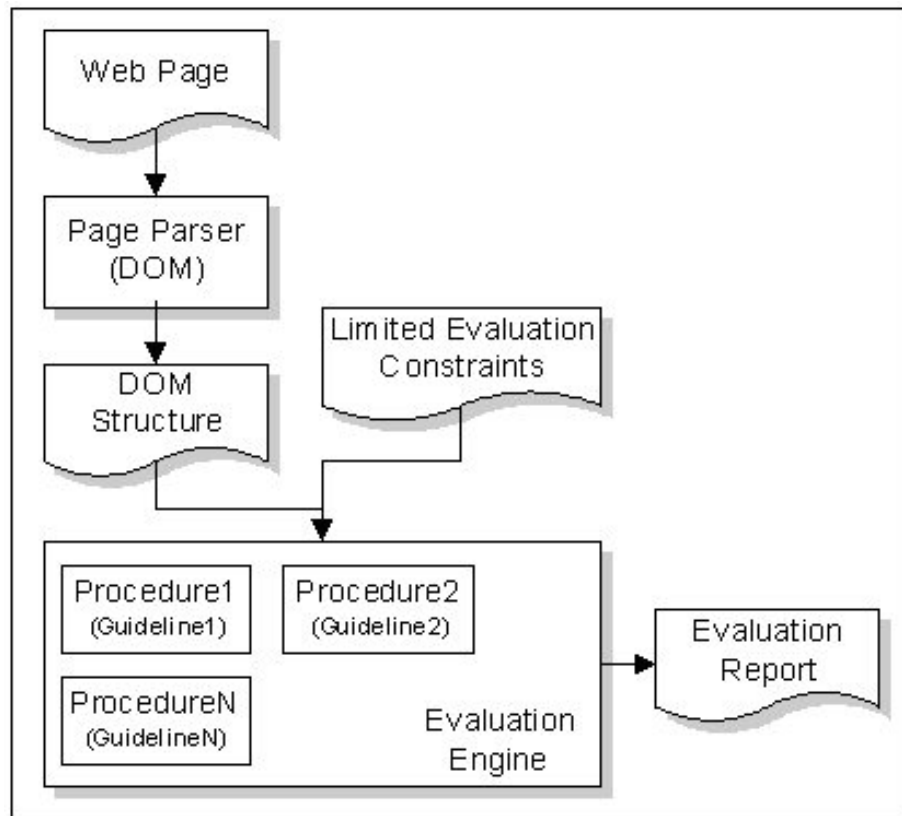 Web Page
Page Parser
(DOM)
Limited Evaluation
Constraints
DOM
Structure
Procedure1
(Guideline1)
Procedure2
(Guideline2)
ProcedureN
(GuidelineN)
Evaluation
Engine
Evaluation
Report